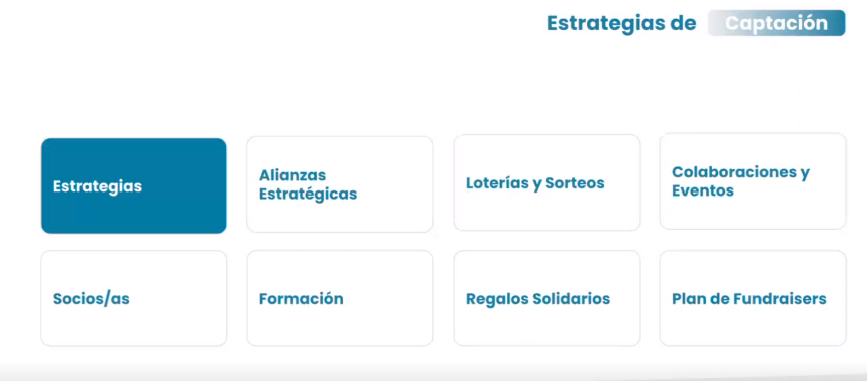 Estrategias de Captación
Estrategias
Alianzas
Estratégicas
Loterías y Sorteos
Colaboraciones y
Eventos
Socios/as
Formación
Regalos Solidarios
Plan de Fundraisers